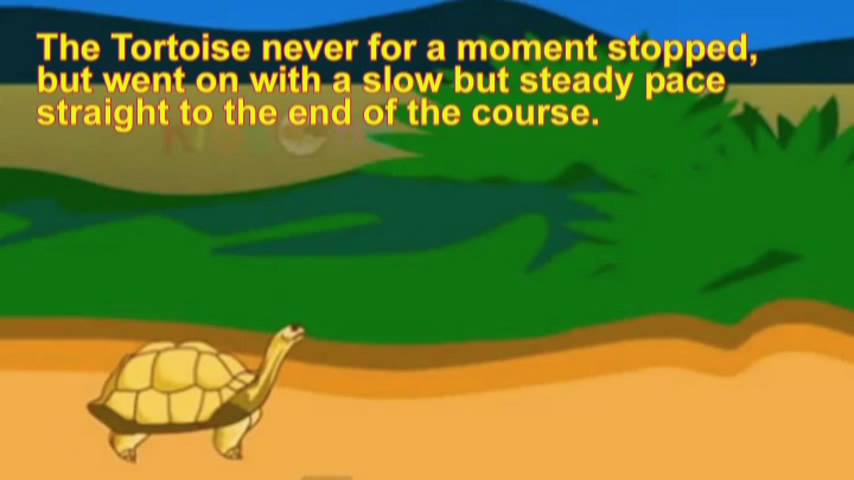 The Tortoise never for a moment stopped,
but went on with a slow but steady pace
straight to the end of the course.